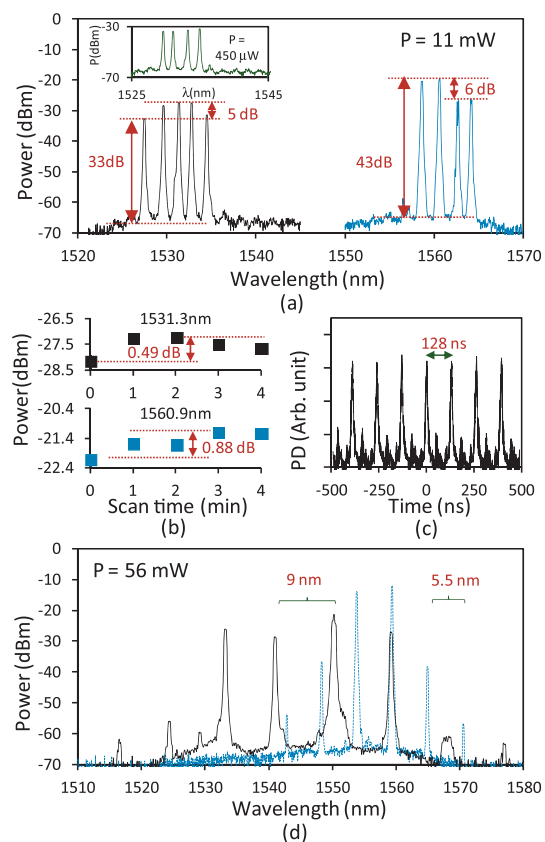 0
-10
-20
-30
-40
-50
-60
-70
Power (dBm)
-30
-70
P(dBm)
P =
450 µW
1525
λ(nm)
1545
P = 11 mW
5 dB
33dB
6 dB
43dB
1520
1530
1540
1550
1560
1570
Wavelength (nm)
(a)
-26.5
-27.5
-28.5
1531.3nm
0.49 dB
0 1 2 3 4
-20.4
-21.4
-22.4
1560.9nm
0.88 dB
Power(dBm)
0 1 2 3 4
Scan time (min)
(b)
PD (Arb. unit)
128 ns
-500 -250 0 250 500
Time (ns)
(c)
0
-10
-20
-30
-40
-50
-60
-70
Power(dBm)
P = 56 mW
9 nm
5.5 nm
1510 1520 1530 1540 1550 1560 1570 1580
Wavelength (nm)
(d)